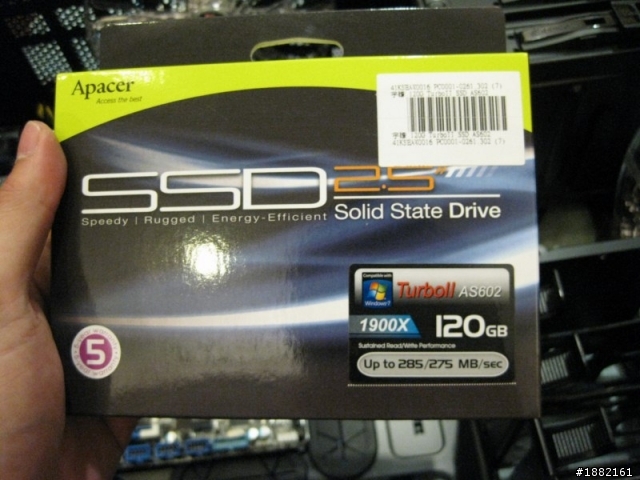 Apacer
Access the best
SSD 2.5"
Speedy | Rugged | Energy-Efficient
Solid State Drive
Compatible with
Windows 7
TurboII AS602
1900X
120GB
Sustained Read/Write Performance
Up to 285/275 MB/sec
5
#1882161